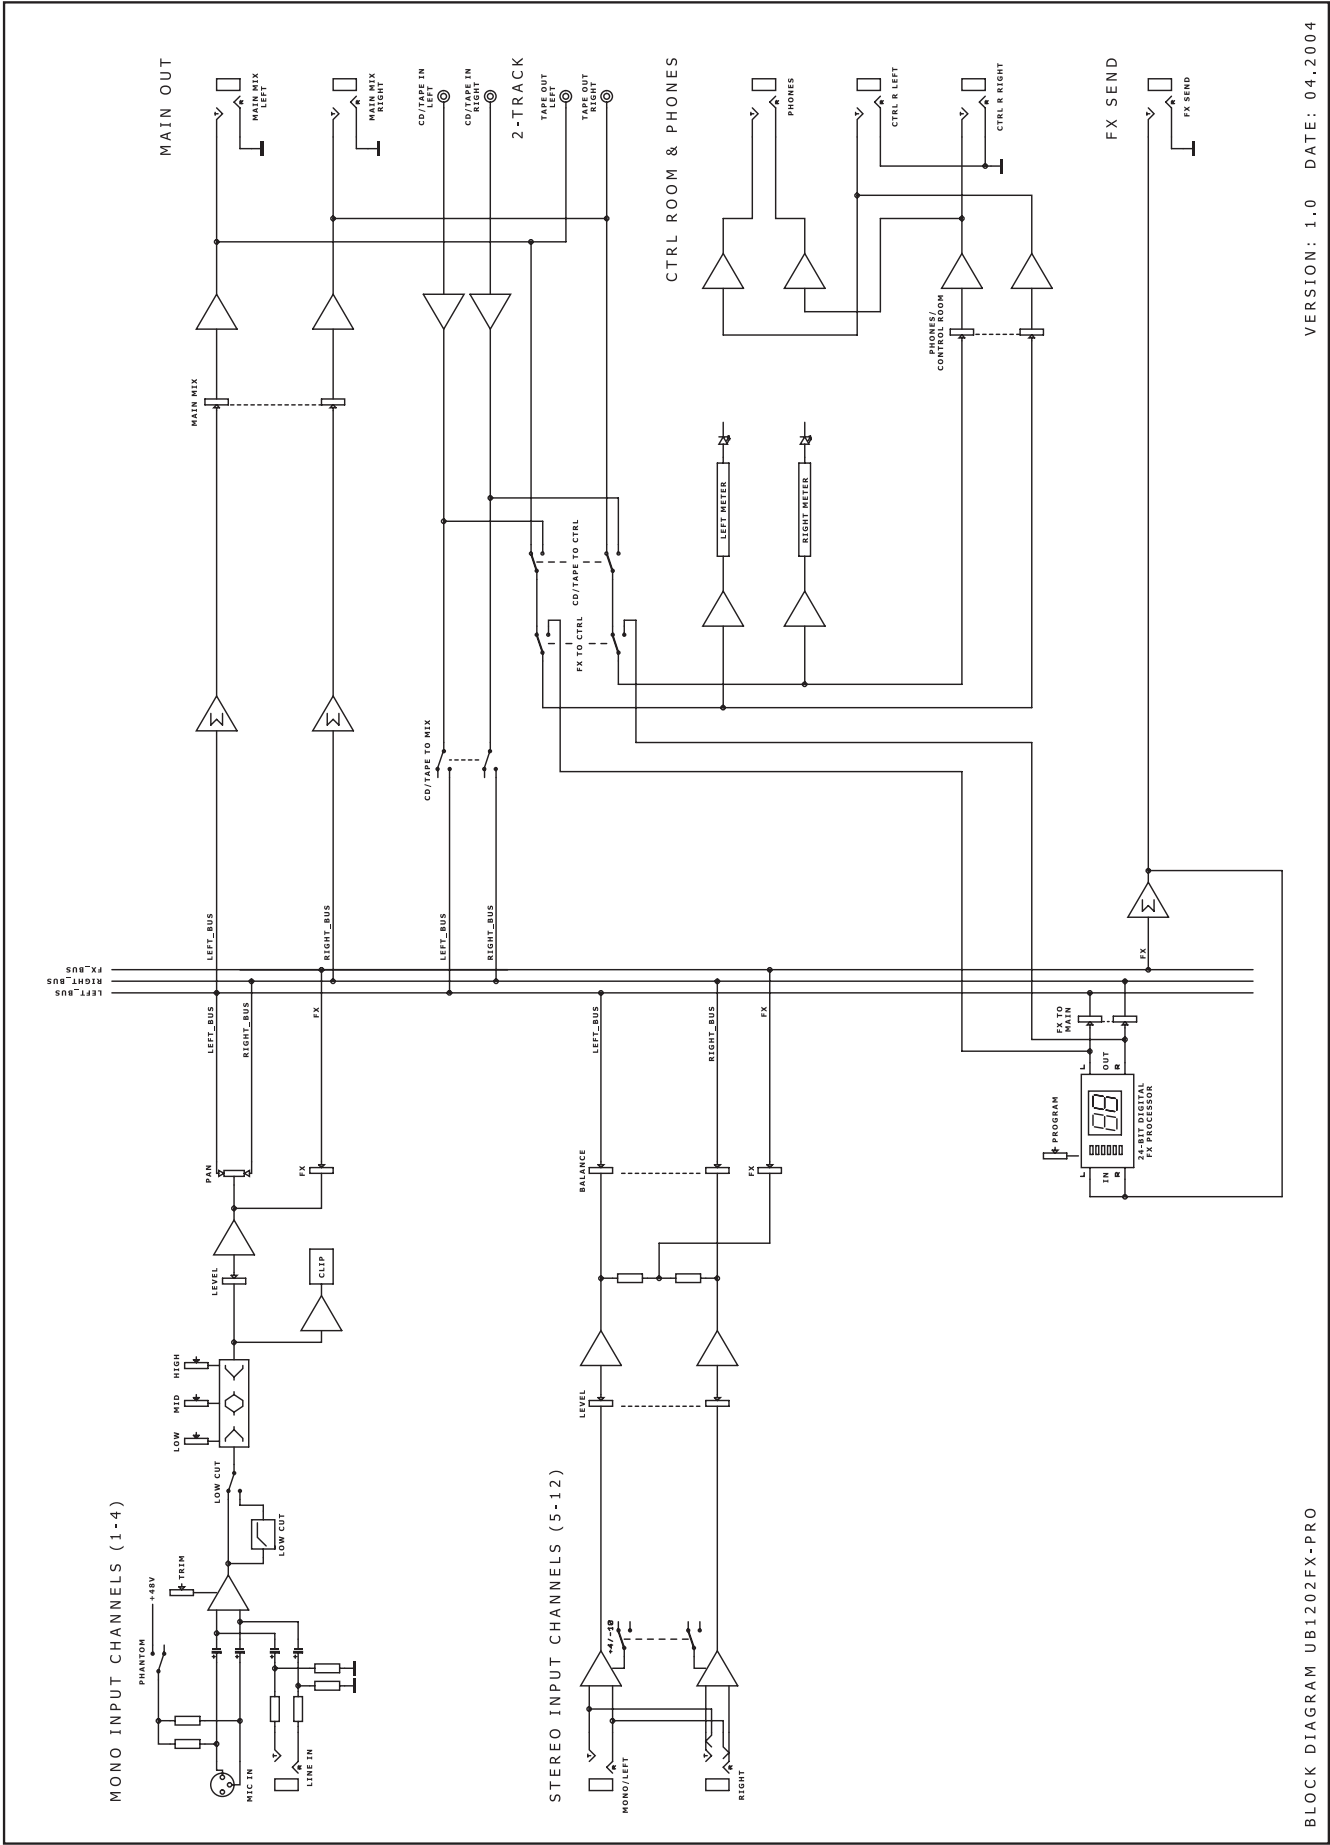 MAIN OUT
MAIN MIX
LEFT
MAIN MIX
RIGHT
CD/TAPE IN
LEFT
CD/TAPE IN
RIGHT
2-TRACK
TAPE OUT
LEFT
TAPE OUT
RIGHT
CTRL ROOM & PHONES
PHONES
CTRL R LEFT
CTRL R RIGHT
FX SEND
FX SEND
VERSION: 1.0 DATE: 04.2004
T
R
T
R
T
R
T
R
T
R
T
R
MAIN MIX
PHONES/
CONTROL ROOM
LEFT METER
RIGHT METER
CD/TAPE TO CTRL
FX TO CTRL
CD/TAPE TO MIX
LEFT_BUS
RIGHT_BUS
LEFT_BUS
RIGHT_BUS
FX
FX_BUS
RIGHT_BUS
LEFT_BUS
LEFT_BUS
RIGHT_BUS
FX
LEFT_BUS
RIGHT_BUS
FX
FX TO
MAIN
L
OUT
R
PROGRAM
88
24-BIT DIGITAL
FX PROCESSOR
L
IN
R
PAN
FX
BALANCE
FX
LEVEL
CLIP
HIGH
MID
LOW
LEVEL
LOW CUT
LOW CUT
MONO INPUT CHANNELS (1-4)
PHANTOM
+48V
TRIM
+
+
+
+
MIC IN
T
R
LINE IN
STEREO INPUT CHANNELS (5-12)
+4/-10
T
R
MONO/LEFT
T
R
RIGHT
BLOCK DIAGRAM UB1202FX-PRO